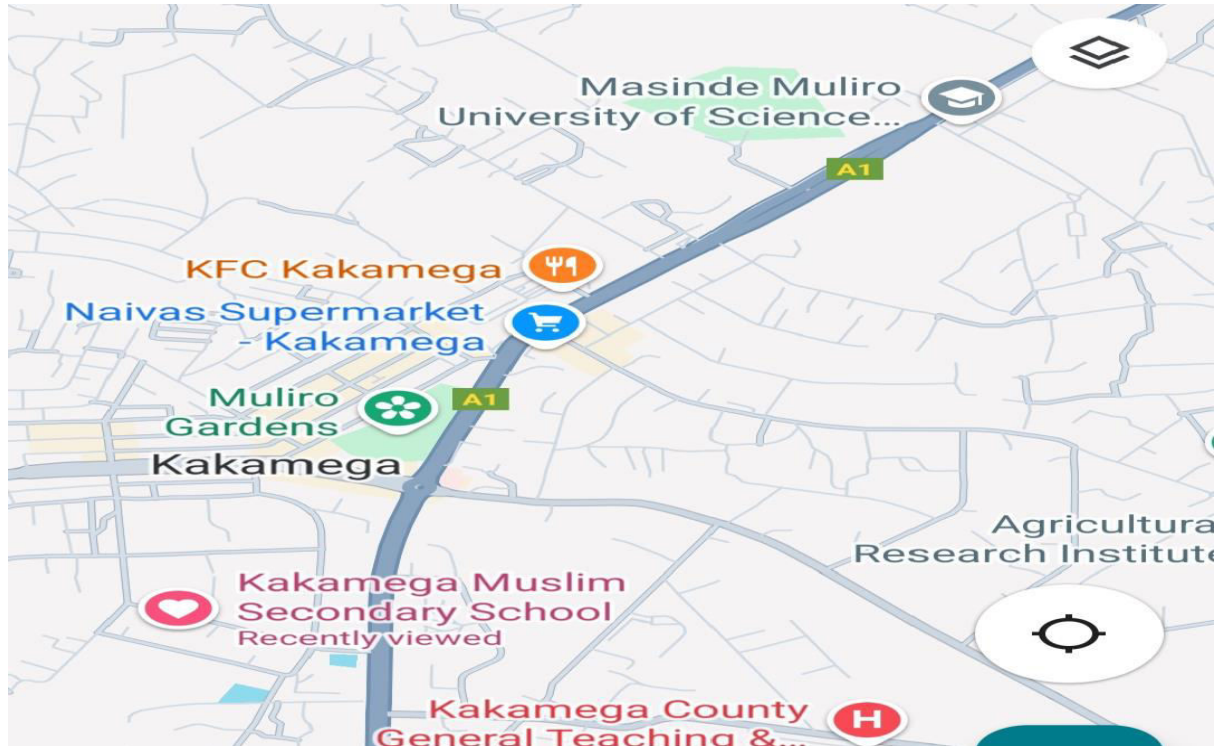 Masinde Muliro
University of Science...
A1
KFC Kakamega
Naivas Supermarket
- Kakamega
Muliro
Gardens
A1
Kakamega
Agricultura
Research Institute
Kakamega Muslim
Secondary School
Recently viewed
Kakamega County
General Teaching &...
H